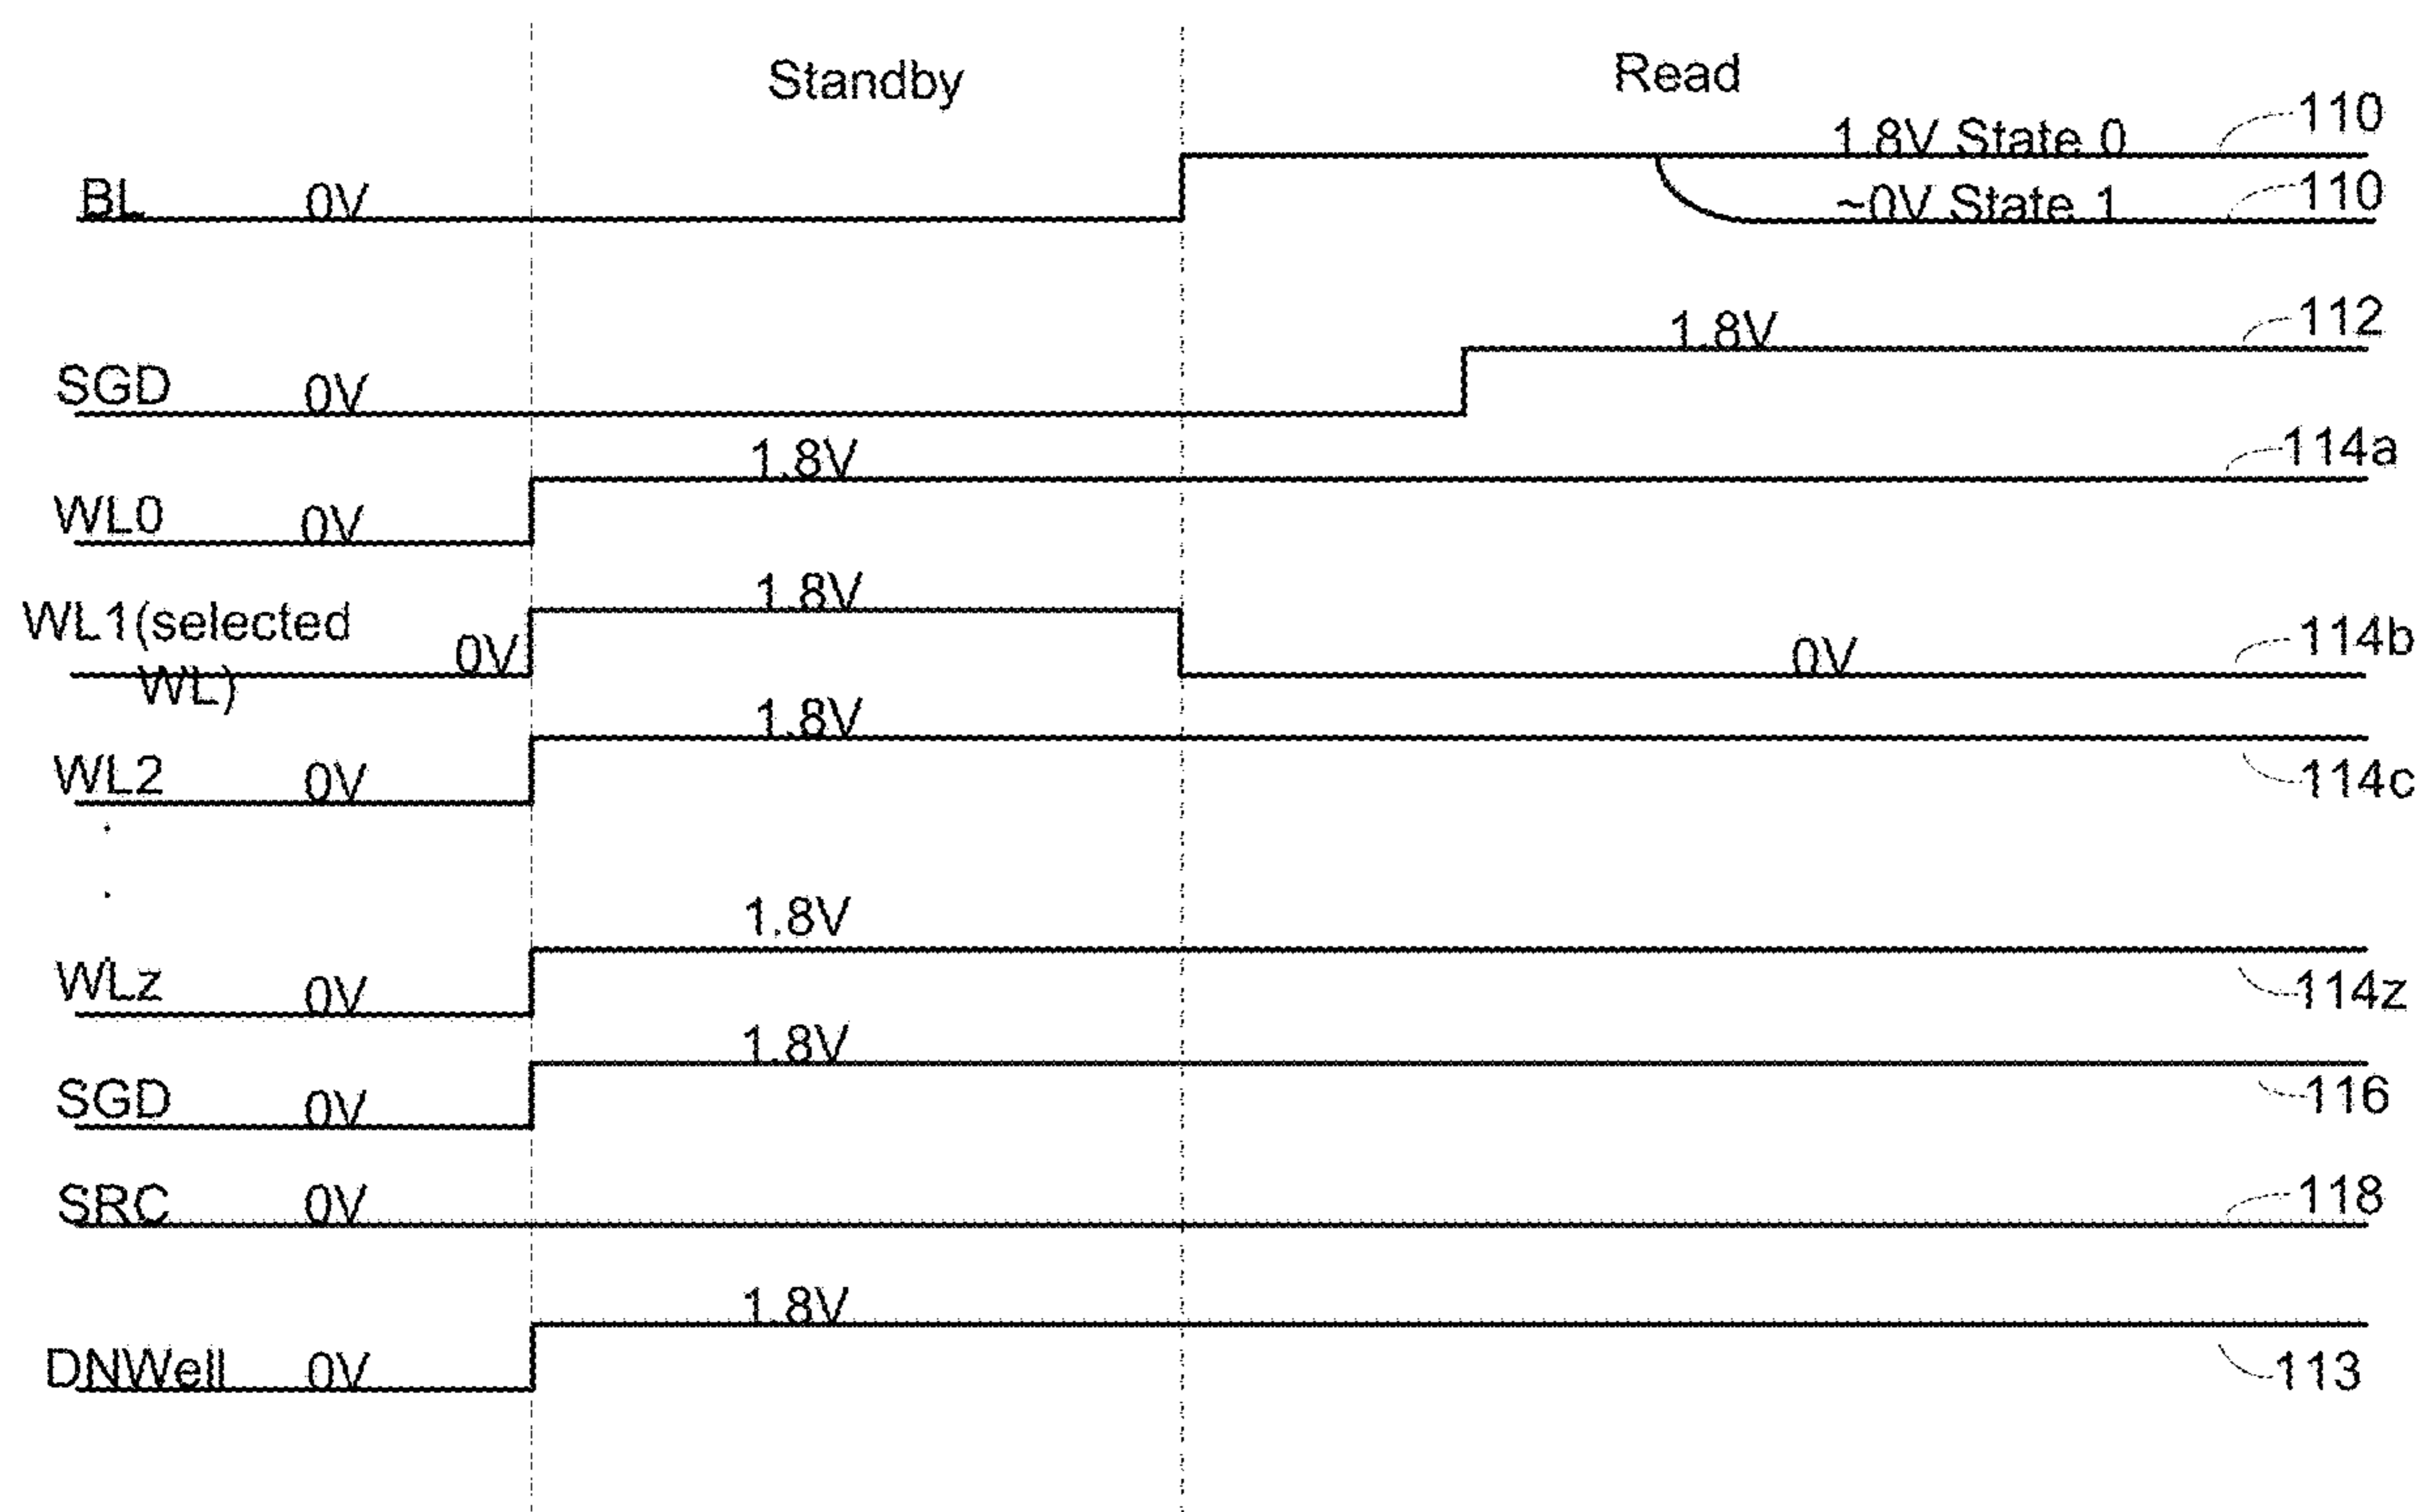 Standby
Read
1.8V State 0
110
BL
0V
~0V State 1
110
1.8V
112
SGD
0V
1.8V
114a
WL0
0V
1.8V
WL1(selected
WL)
0V
0V
114b
1.8V
WL2
0V
114c
.
.
1.8V
WLz
0V
114z
1.8V
SGD
0V
116
SRC
0V
118
1.8V
DNWell
0V
113